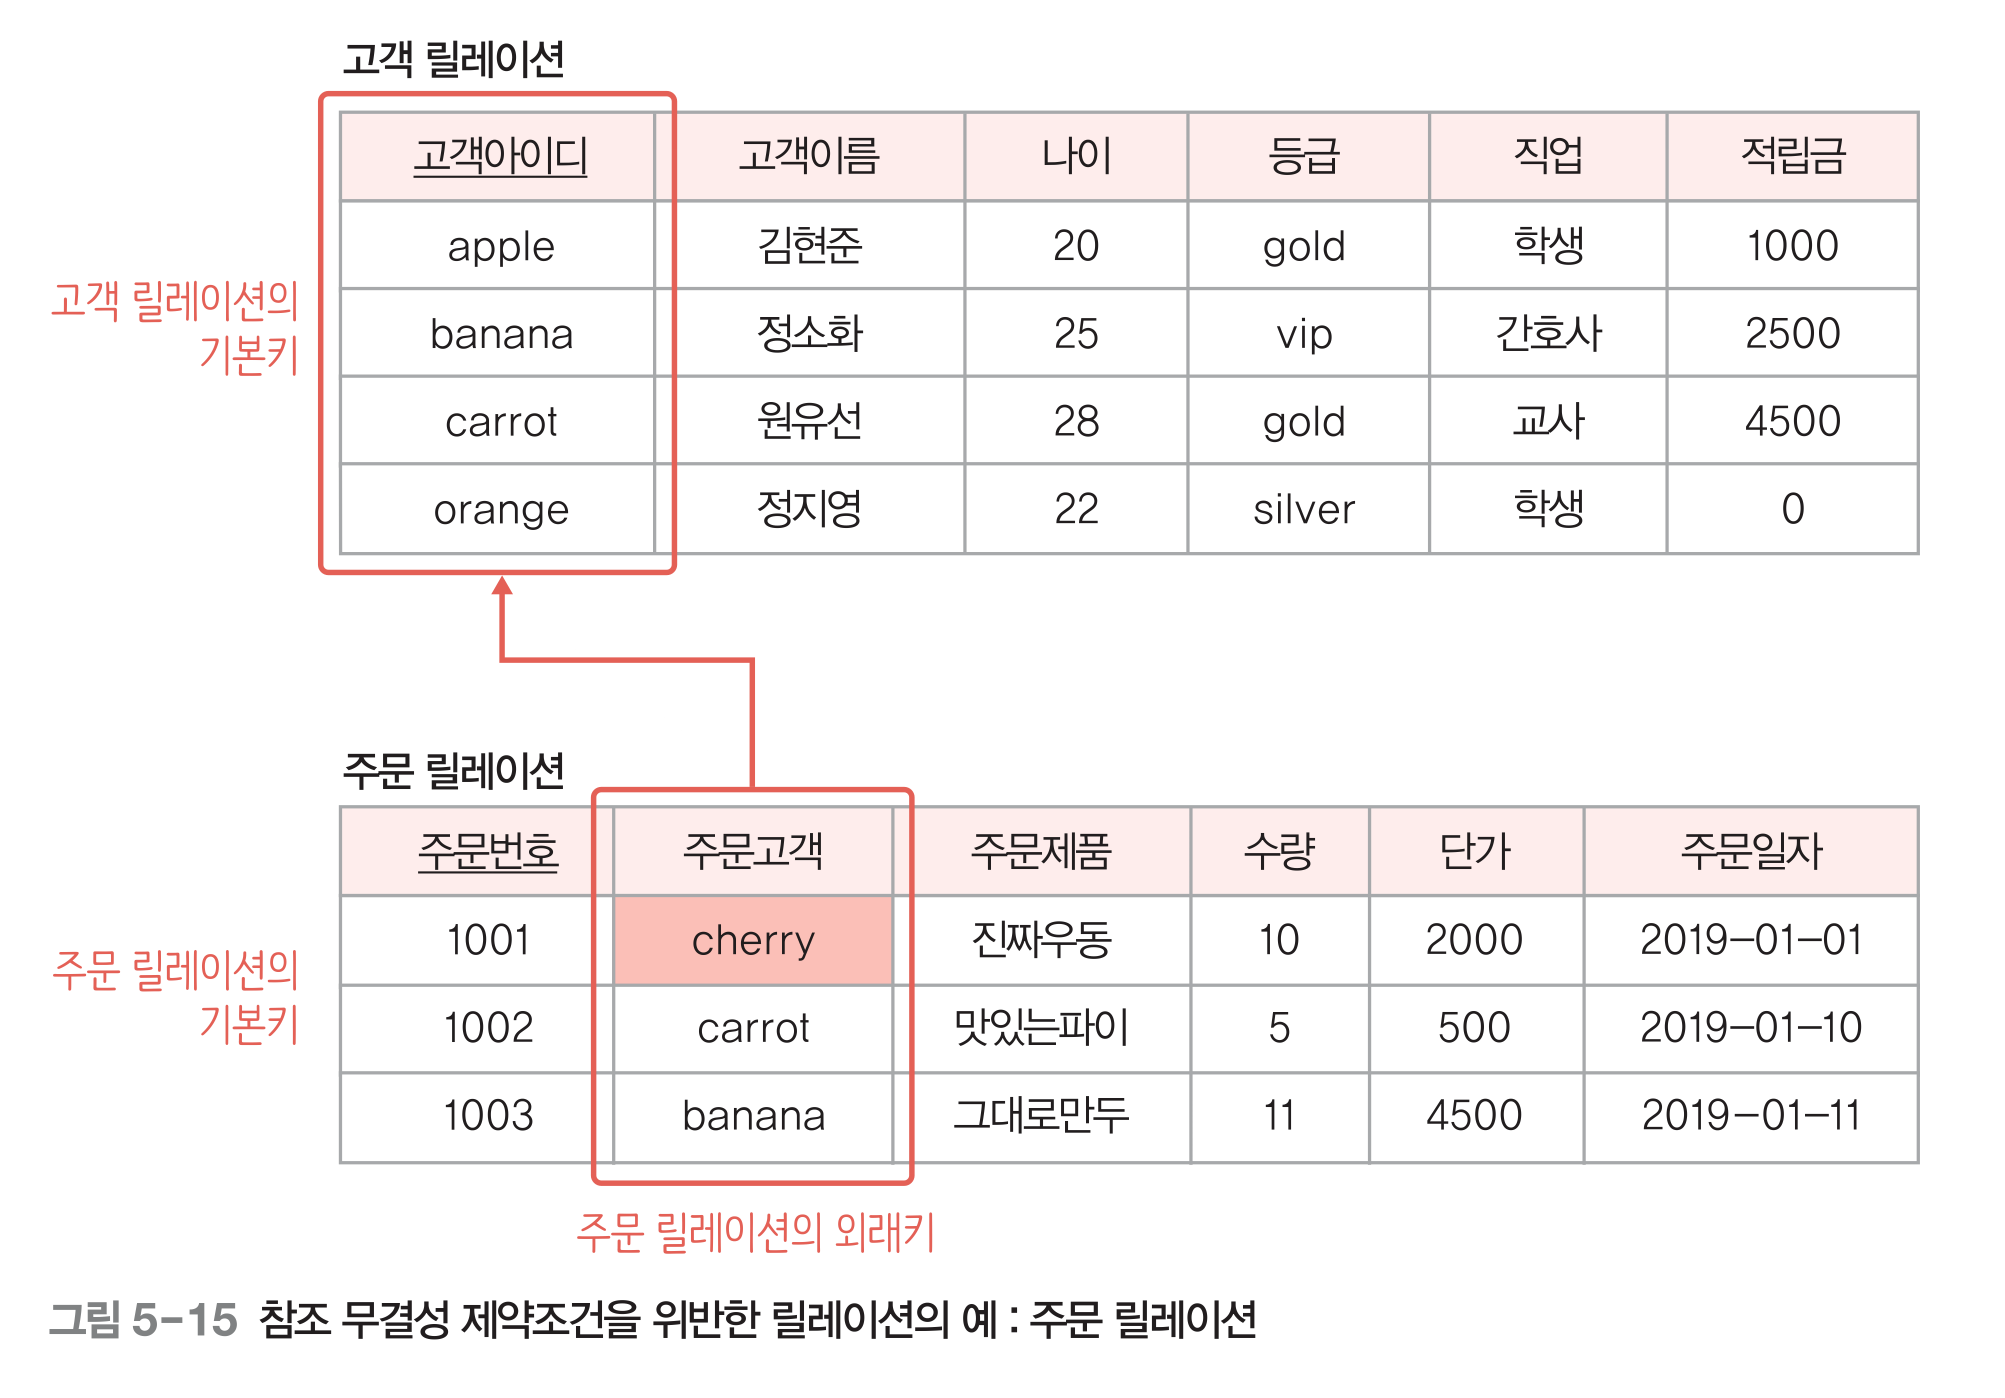 고객 릴레이션
고객아이디 고객이름 나이 등급 직업 적립금
apple 김현준 20 gold 학생 1000
banana 정소화 25 vip 간호사 2500
carrot 원유선 28 gold 교사 4500
orange 정지영 22 silver 학생 0
고객 릴레이션의
기본키
주문 릴레이션
주문번호 주문고객 주문제품 수량 단가 주문일자
1001 cherry 진짜우동 10 2000 2019-01-01
1002 carrot 맛있는파이 5 500 2019-01-10
1003 banana 그대로만두 11 4500 2019-01-11
주문 릴레이션의
기본키
주문 릴레이션의 외래키
그림 5-15 참조 무결성 제약조건을 위반한 릴레이션의 예 : 주문 릴레이션